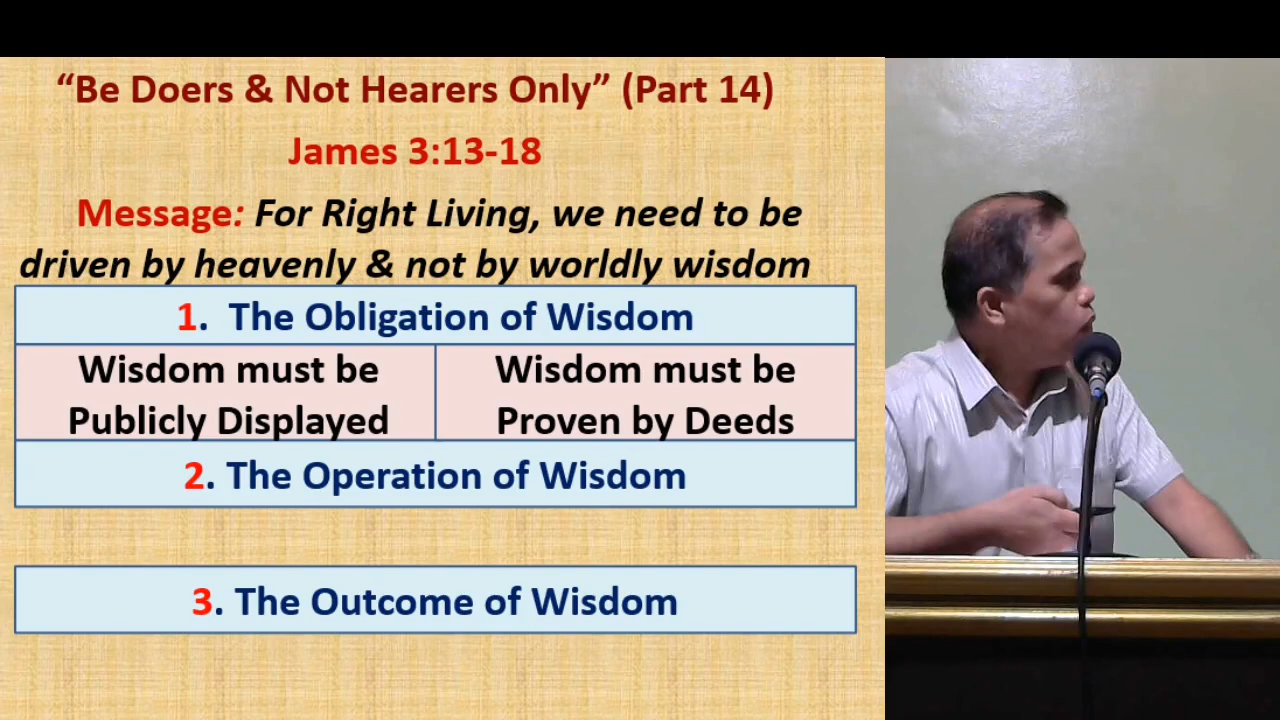 “Be Doers & Not Hearers Only” (Part 14)
James 3:13-18
Message: For Right Living, we need to be
driven by heavenly & not by worldly wisdom
1. The Obligation of Wisdom
Wisdom must be
Publicly Displayed
Wisdom must be
Proven by Deeds
2. The Operation of Wisdom
3. The Outcome of Wisdom